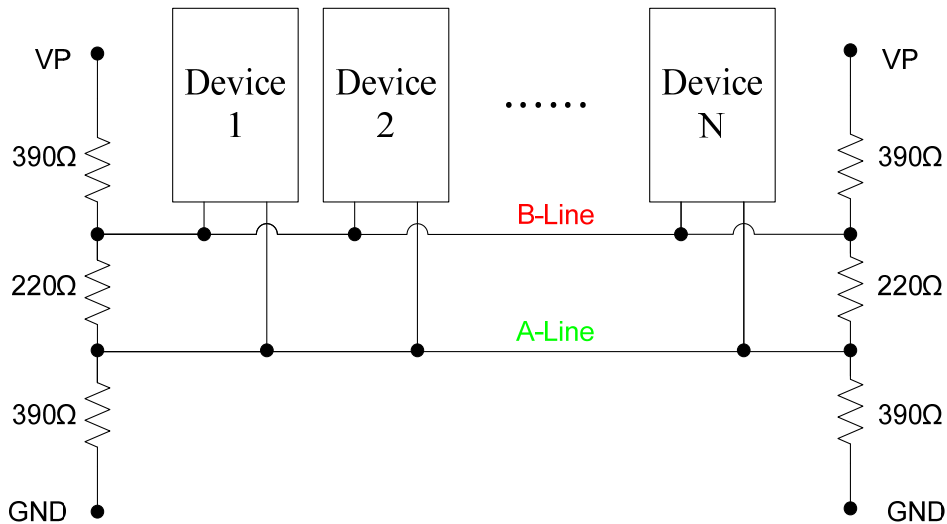 VP
Device
1
Device
2
......
Device
N
VP
390Ω
390Ω
B-Line
220Ω
220Ω
A-Line
390Ω
390Ω
GND
GND